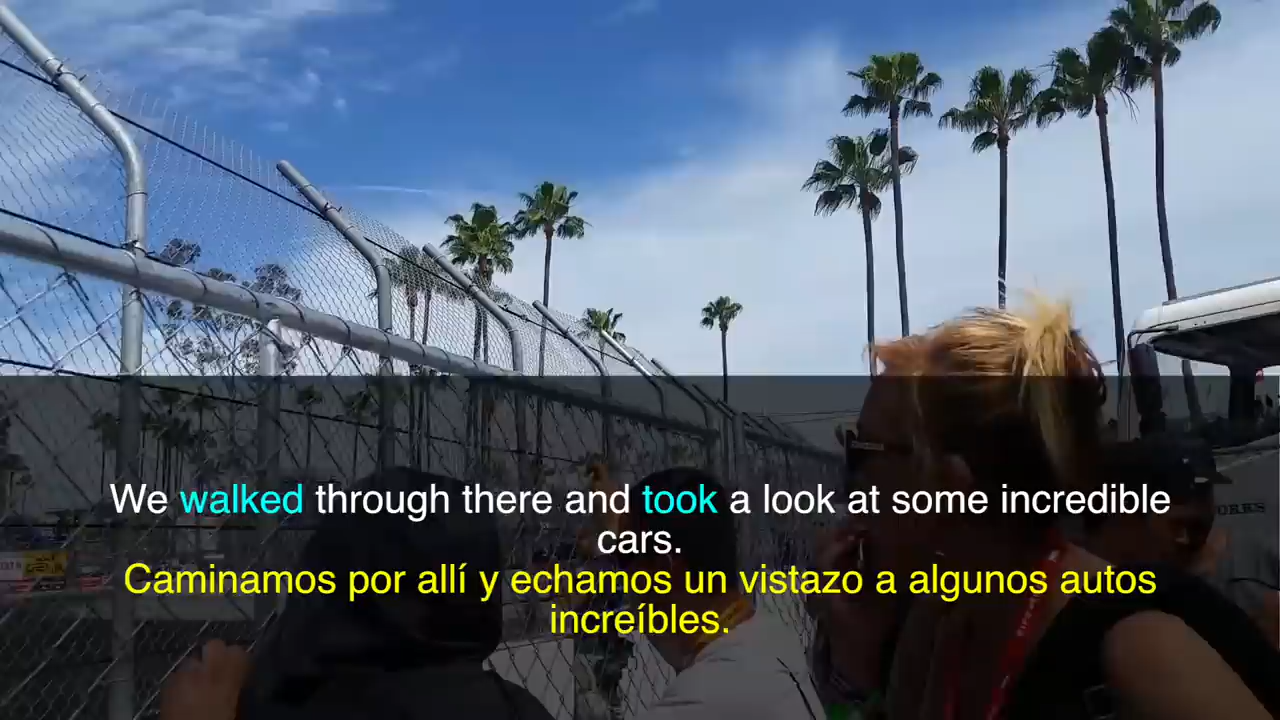 We walked through there and took a look at some incredible
cars.
Caminamos por allí y echamos un vistazo a algunos autos
increíbles.